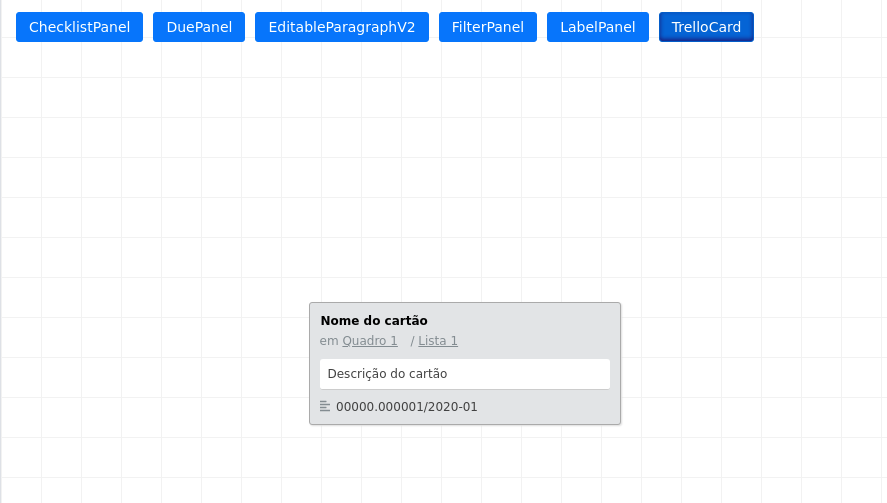 ChecklistPanel DuePanel EditableParagraphV2 FilterPanel LabelPanel TrelloCard
Nome do cartão
em Quadro 1 / Lista 1
Descrição do cartão
00000.000001/2020-01